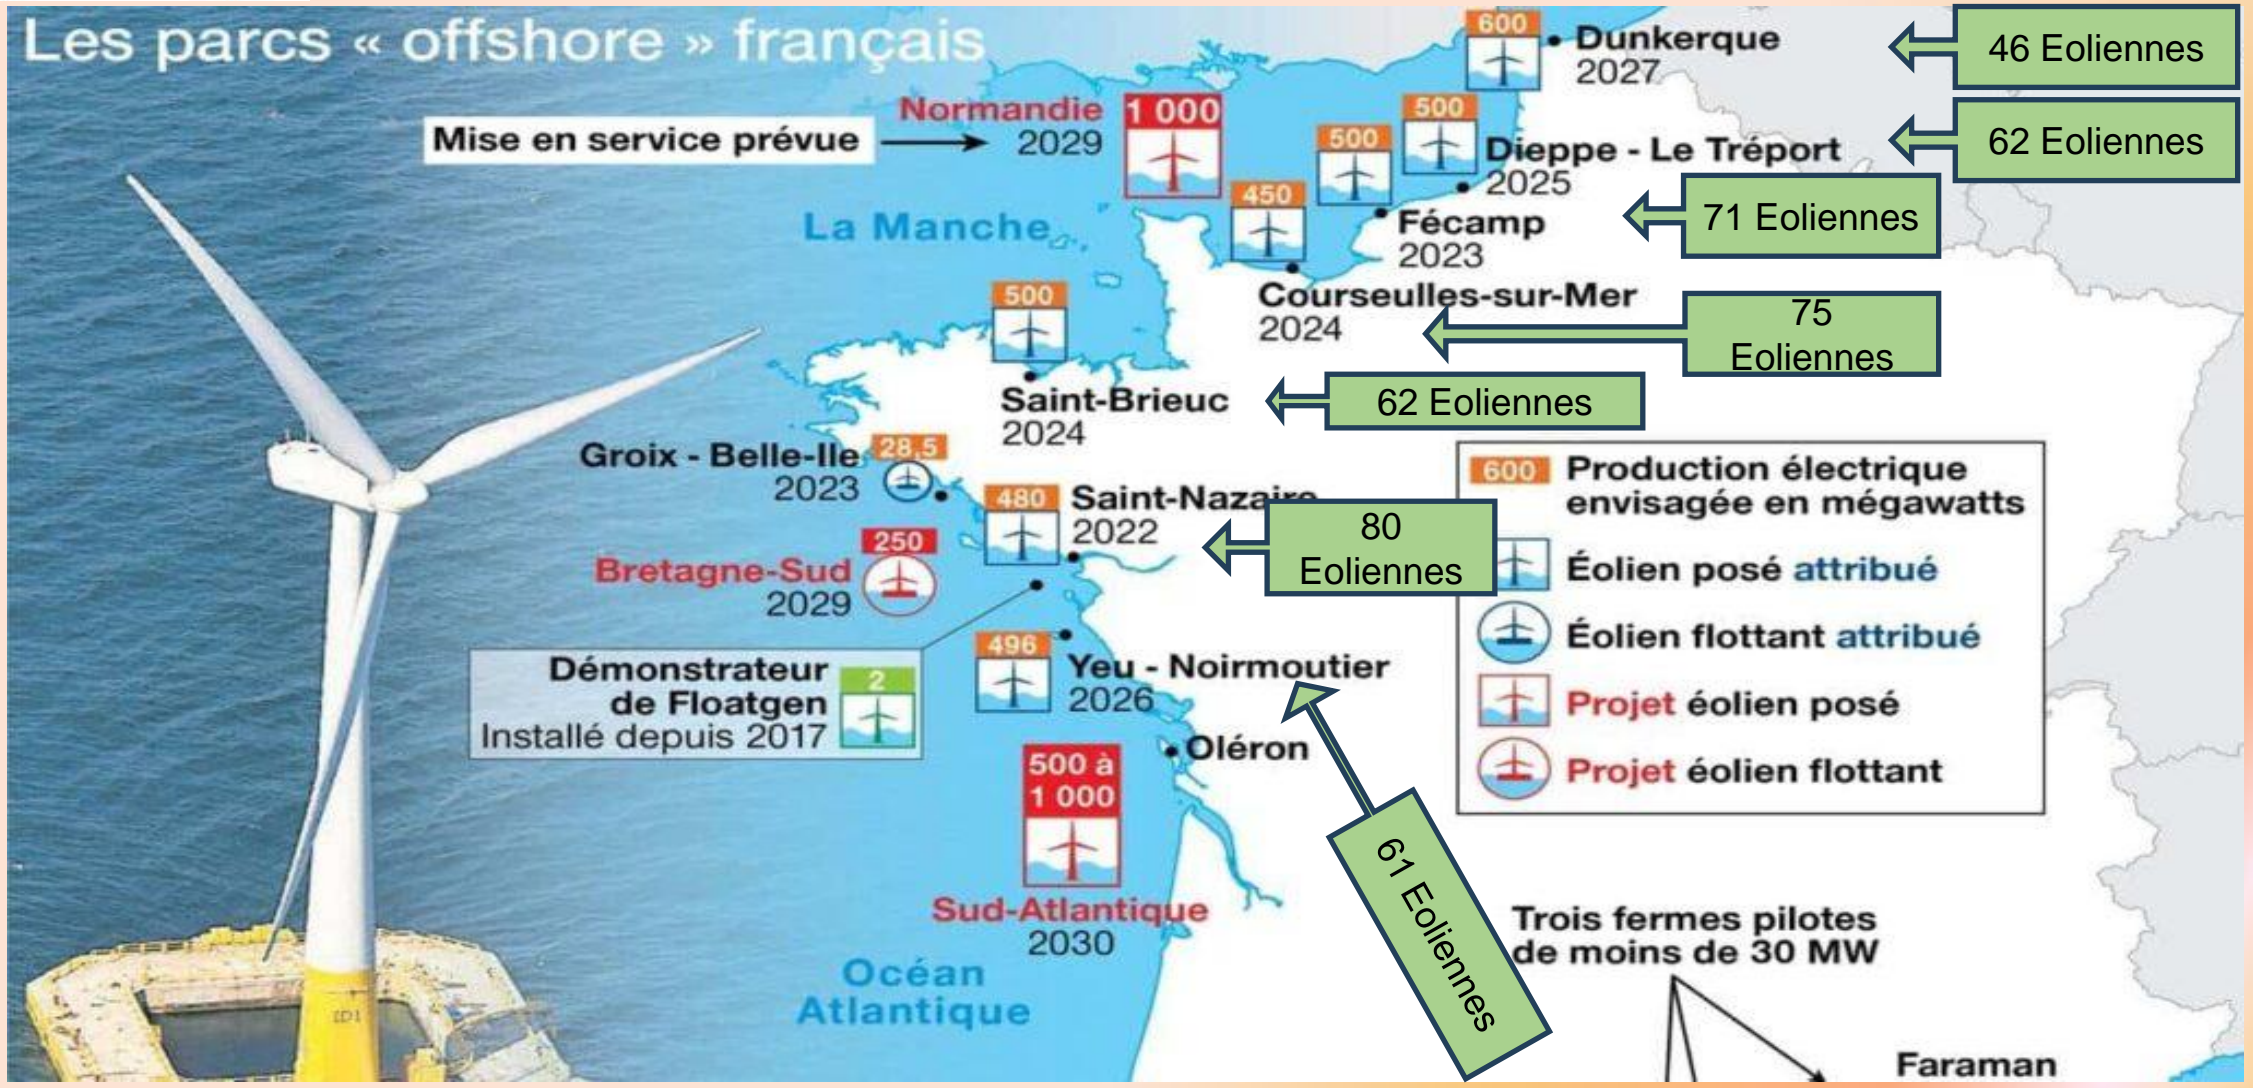 Les parcs « offshore » français
600
Dunkerque
2027
46 Eoliennes
Normandie
2029
1 000
Mise en service prévue
500
500
450
Dieppe - Le Tréport
2025
62 Eoliennes
Fécamp
2023
71 Eoliennes
La Manche
Courseulles-sur-Mer
2024
75
Eoliennes
500
Saint-Brieuc
2024
62 Eoliennes
Groix - Belle-Ile
2023
28,5
480
Saint-Nazaire
2022
80
Eoliennes
250
Bretagne-Sud
2029
Démonstrateur
de Floatgen
Installé depuis 2017
2
496
Yeu - Noirmoutier
2026
61 Eoliennes
Oléron
500 à
1 000
Sud-Atlantique
2030
Océan
Atlantique
600
Production électrique
envisagée en mégawatts
Éolien posé attribué
Éolien flottant attribué
Projet éolien posé
Projet éolien flottant
Trois fermes pilotes
de moins de 30 MW
Faraman